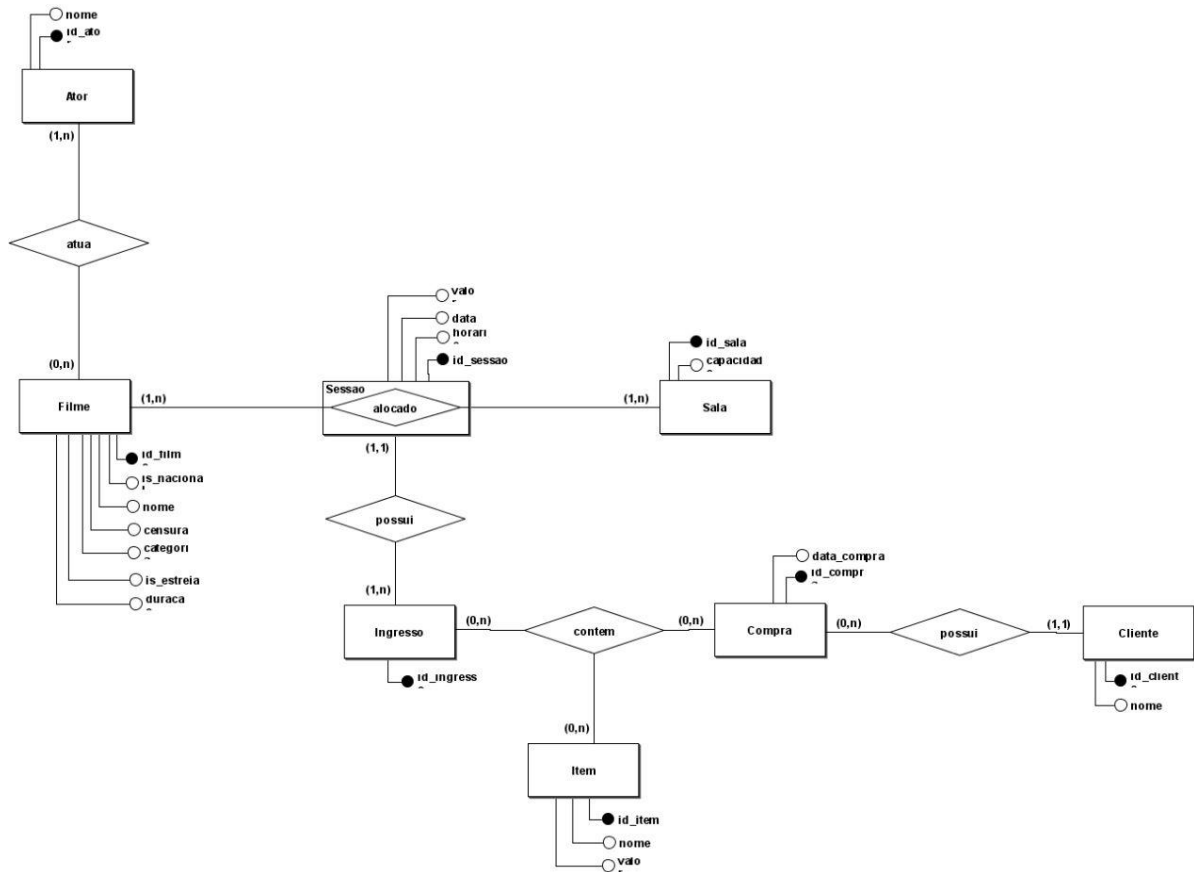 nome
id_ato
Ator
(1,n)
atua
(0,n)
Filme
(1,n)
id_film
is_naciona
nome
censura
categori
is_estreia
duraca
valo
data
horari
id_sessao
Sessao
alocado
(1,n)
id_sala
capacidad
Sala
(1,1)
possui
(1,n)
Ingresso
id_ingress
(0,n)
contem
(0,n)
data_compra
id_compr
Compra
(0,n)
possui
(1,1)
Cliente
id_client
nome
(0,n)
Item
id_item
nome
valo